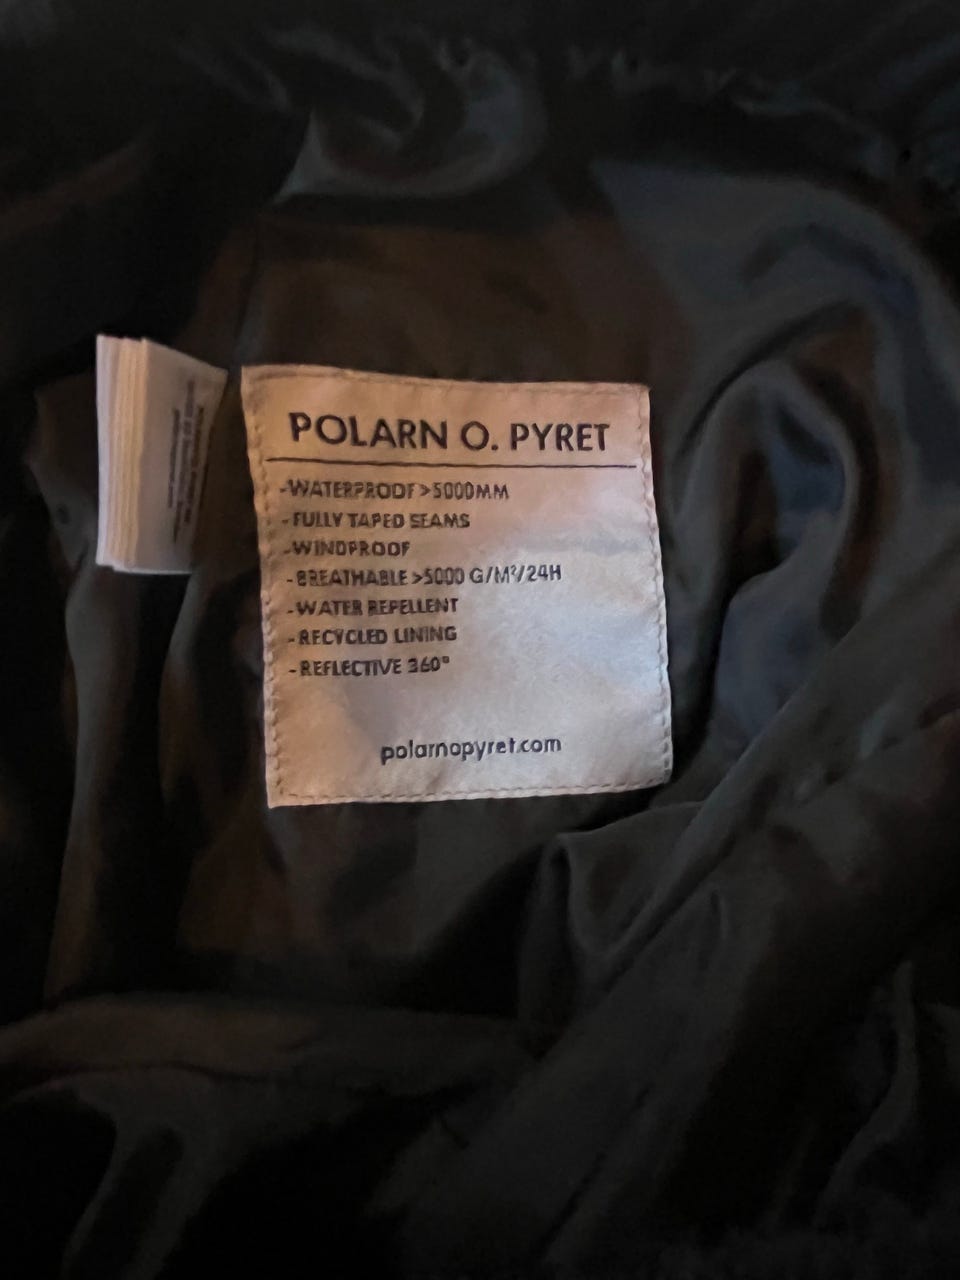 POLARN O. PYRET
-WATERPROOF >5000MM
-FULLY TAPED SEAMS
-WINDPROOF
-BREATHABLE >5000 G/M²/24H
-WATER REPELLENT
-RECYCLED LINING
-REFLECTIVE 360°
polarnopyret.com